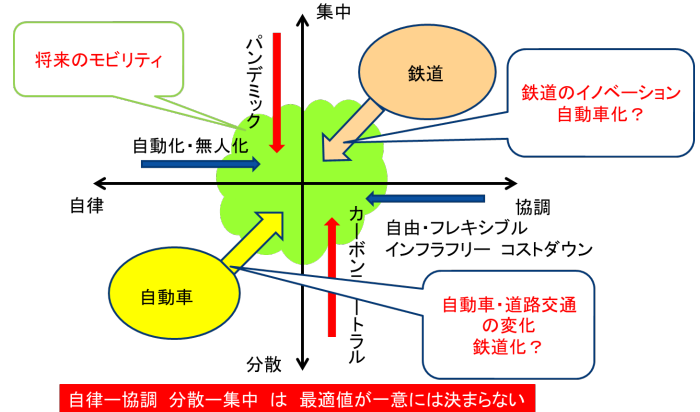 集中
将来のモビリティ
パンデミック
鉄道
鉄道のイノベーション
自動車化？
自動化・無人化
自律
協調
自由・フレキシブル
インフラフリー コストダウン
カーボンニュートラル
自動車
自動車・道路交通
の変化
鉄道化？
分散
自律ー協調 分散ー集中 は 最適値が一意には決まらない